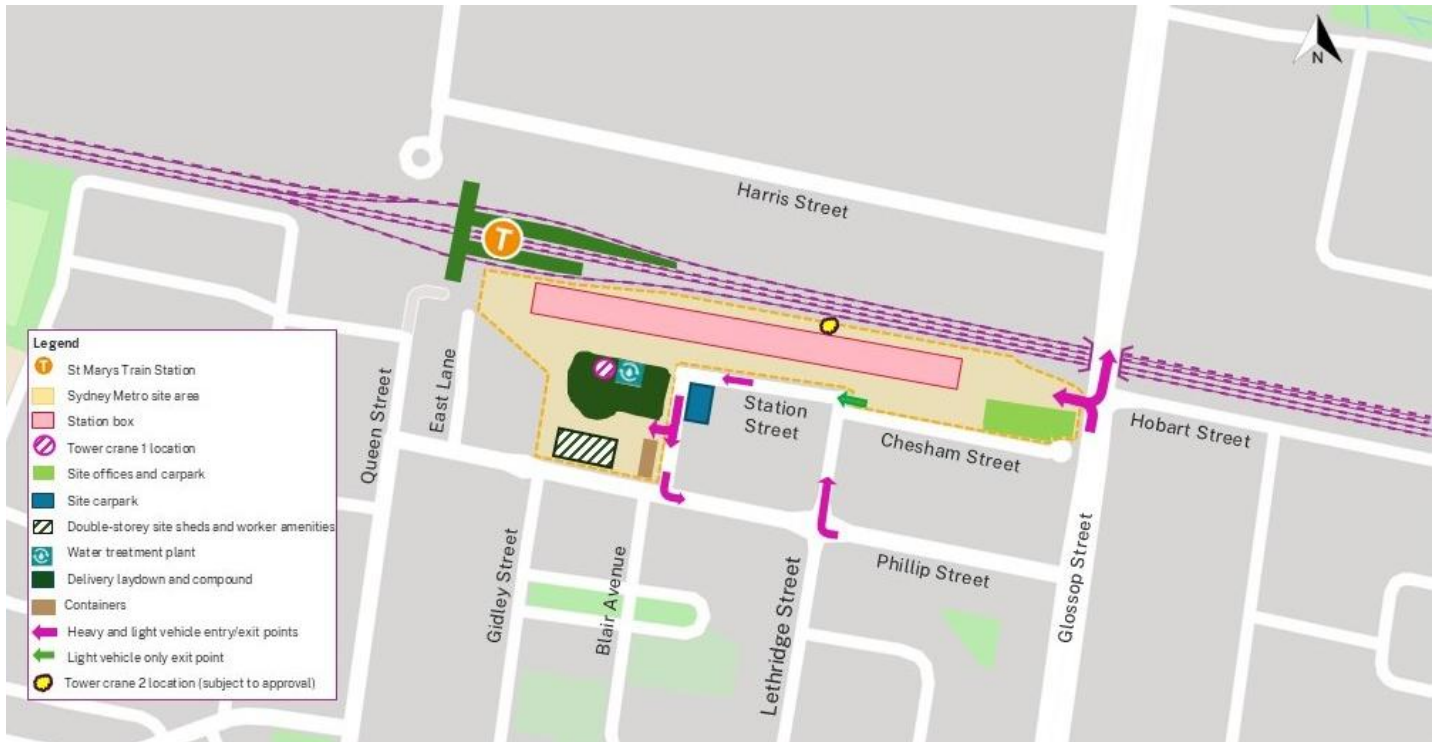 N
Harris Street
T
Legend
T
St Marys Train Station
Sydney Metro site area
Station box
Tower crane 1 location
Site offices and carpark
Site carpark
Double-storey site sheds and worker amenities
Water treatment plant
Delivery laydown and compound
Containers
Heavy and light vehicle entry/exit points
Light vehicle only exit point
Tower crane 2 location (subject to approval)
Queen Street
East Lane
Station
Street
Chesham Street
Hobart Street
Gidley Street
Blair Avenue
Lethridge Street
Phillip Street
Glossop Street